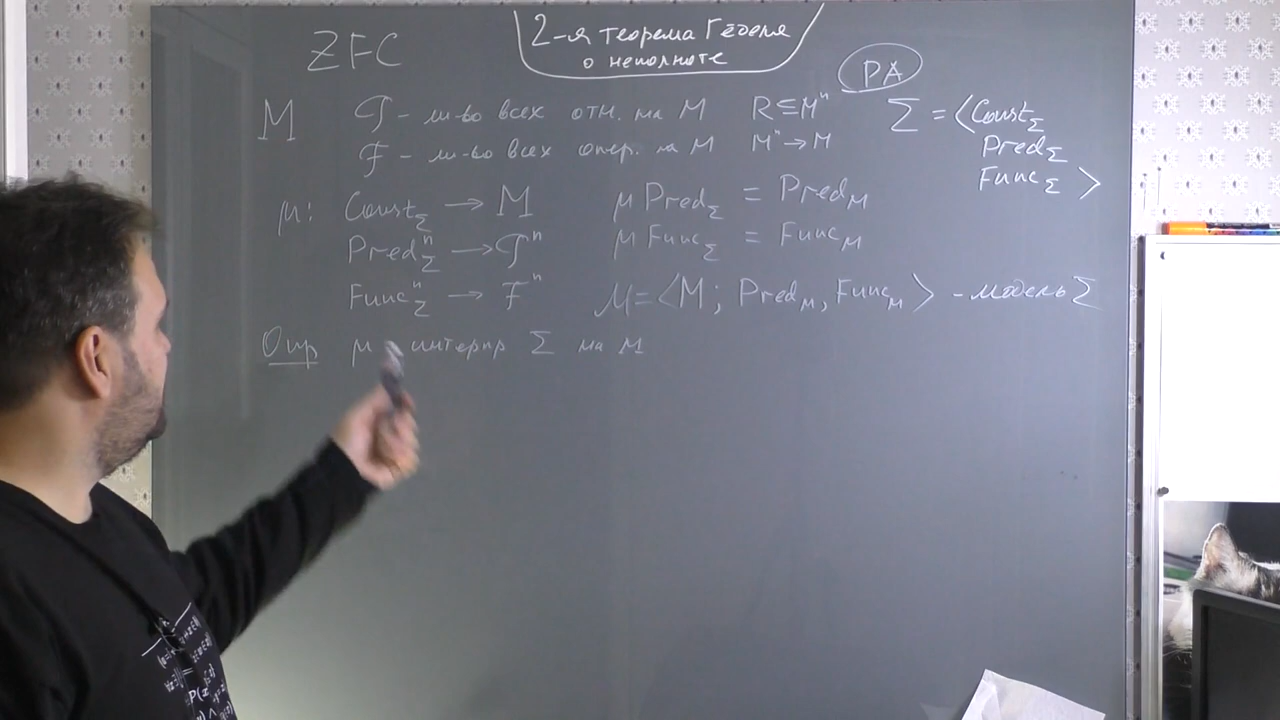 ZFC
2-я теорема Гёделя
о неполноте
PA
M 𝒫 – м-во всех отн. на M R ⊆ Mⁿ
ℱ – м-во всех опер. на M Mⁿ → M
Σ = ⟨Const_Σ
Pred_Σ
Func_Σ⟩
μ: Const_Σ → M μ Pred_Σ = Pred_M
Predⁿ_Σ → 𝒫ⁿ μ Func_Σ = Func_M
Funcⁿ_Σ → ℱⁿ ℳ = ⟨M; Pred_M, Func_M⟩ – модель Σ
Опр μ интерпр Σ на M